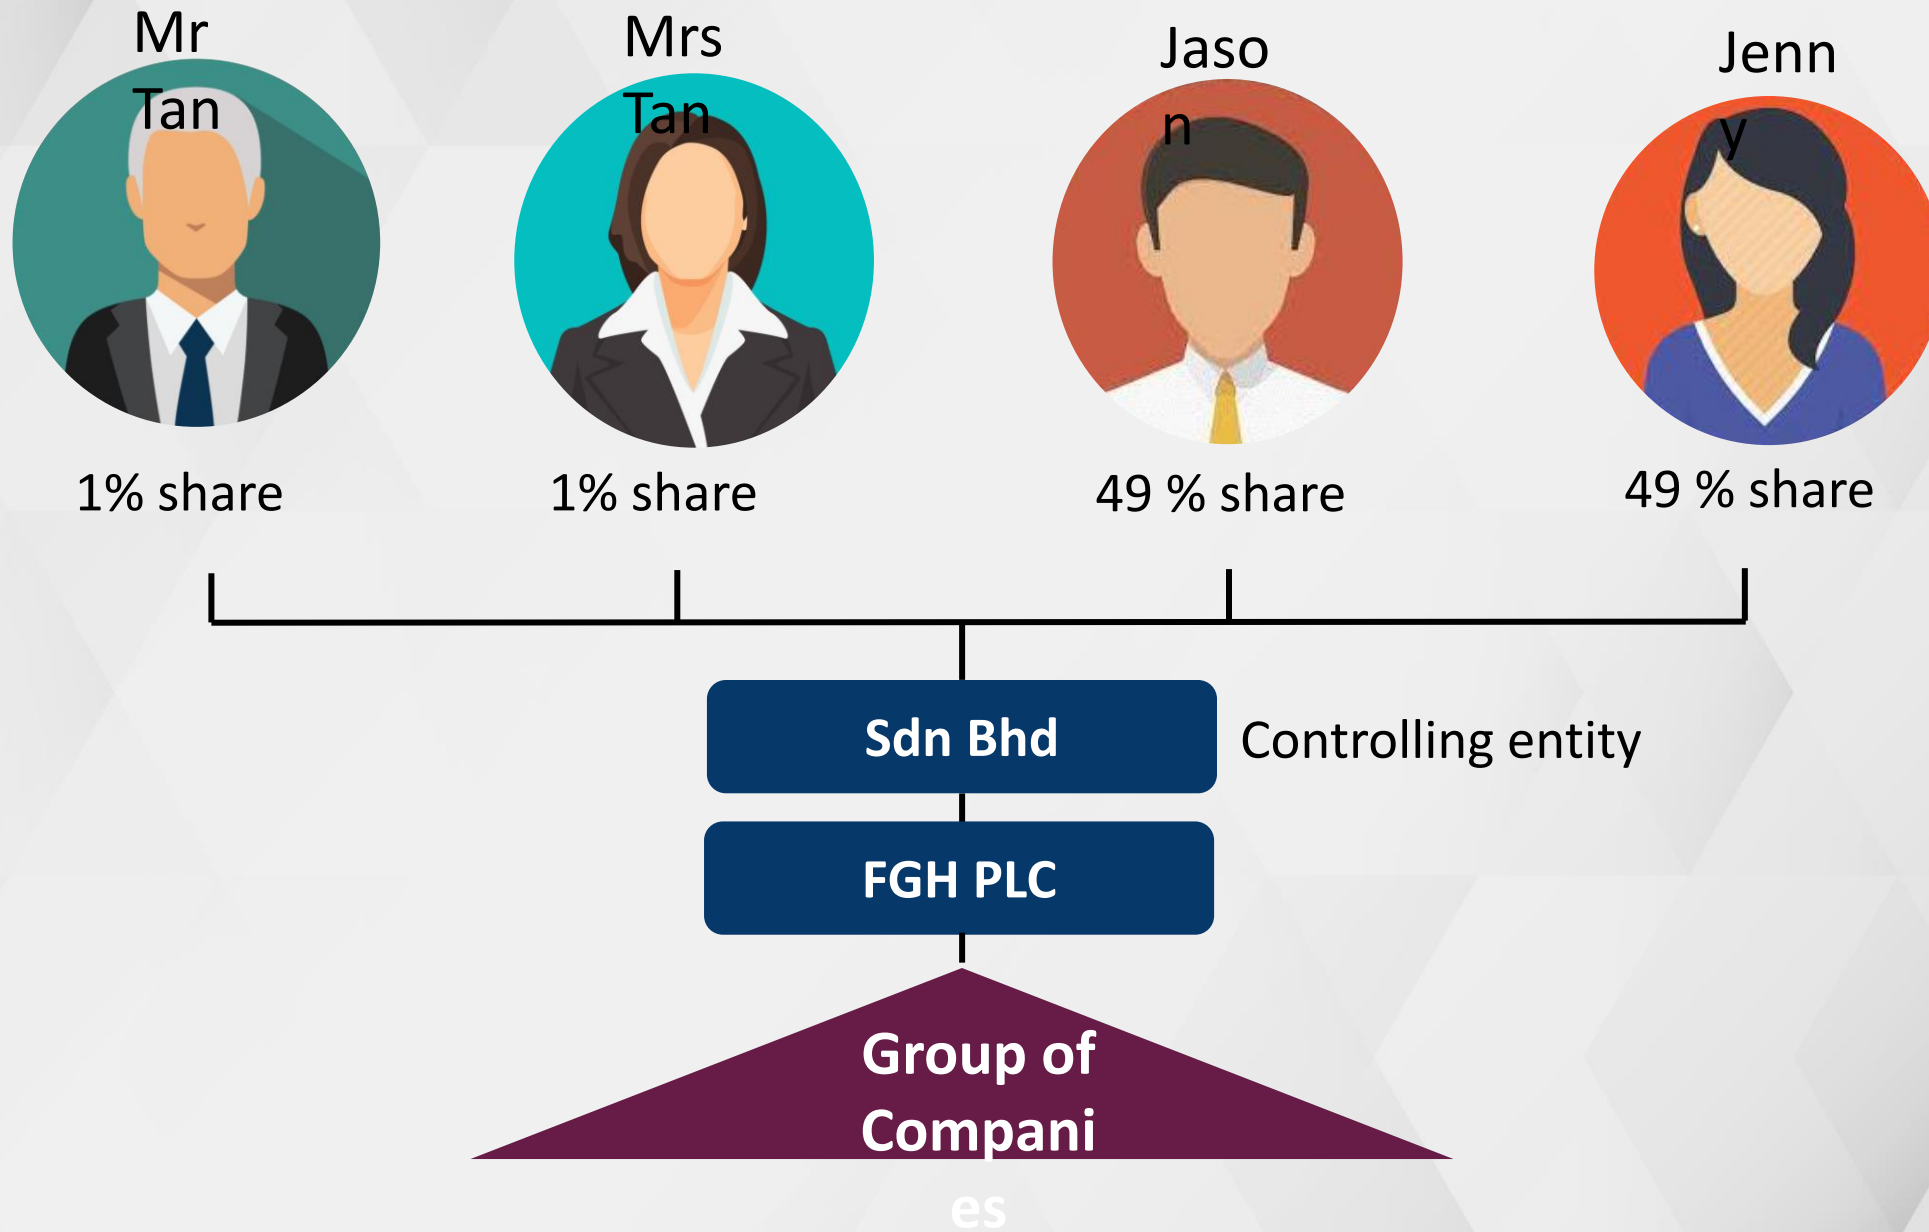 Mr
Tan
Mrs
Tan
Jaso
n
Jenn
y
1% share
1% share
49 % share
49 % share
Sdn Bhd
Controlling entity
FGH PLC
Group of
Compani
es